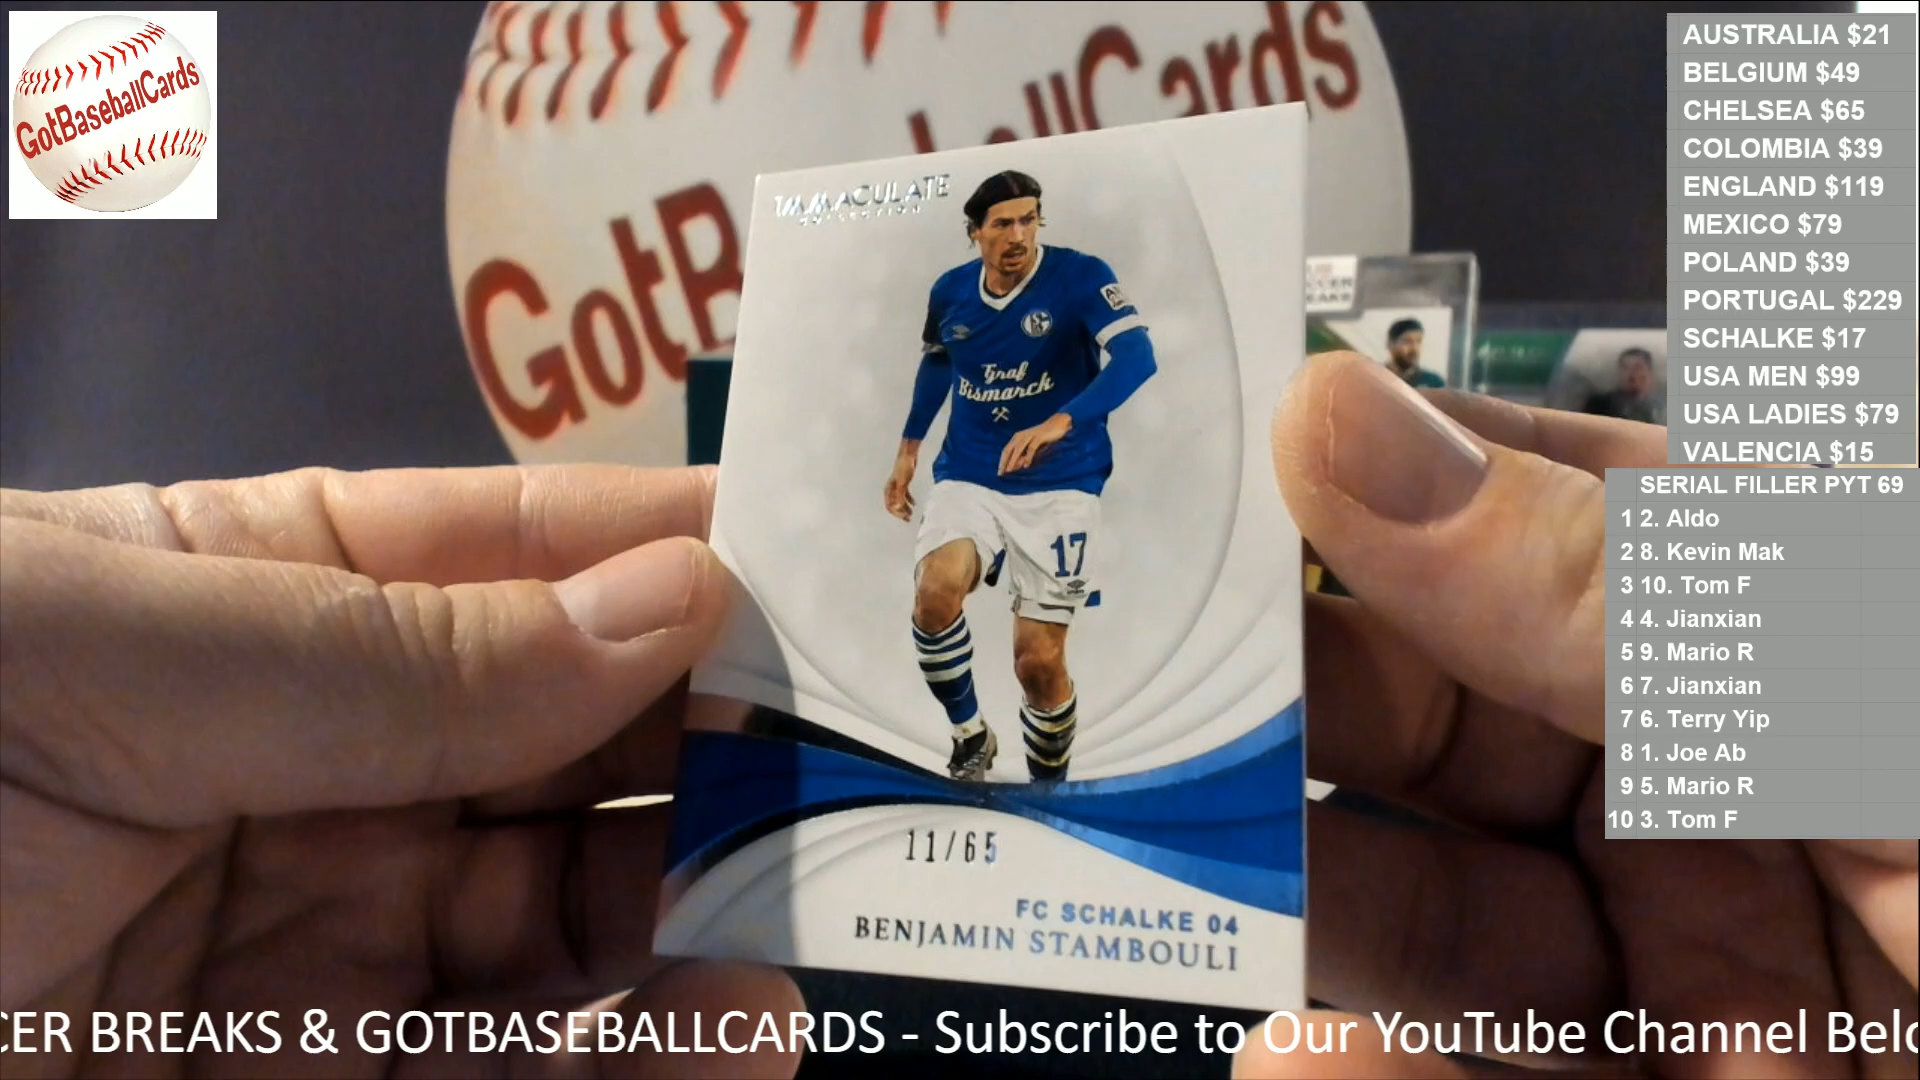 GotBaseballCards
GotB
ballCards
IMMACULATE
COLLECTION
Graf
Bismarck
17
11/65
FC SCHALKE 04
BENJAMIN STAMBOULI
AUSTRALIA $21
BELGIUM $49
CHELSEA $65
COLOMBIA $39
ENGLAND $119
MEXICO $79
POLAND $39
PORTUGAL $229
SCHALKE $17
USA MEN $99
USA LADIES $79
VALENCIA $15
SERIAL FILLER PYT 69
1 2. Aldo
2 8. Kevin Mak
3 10. Tom F
4 4. Jianxian
5 9. Mario R
6 7. Jianxian
7 6. Terry Yip
8 1. Joe Ab
9 5. Mario R
10 3. Tom F
CER BREAKS & GOTBASEBALLCARDS - Subscribe to Our YouTube Channel Belo